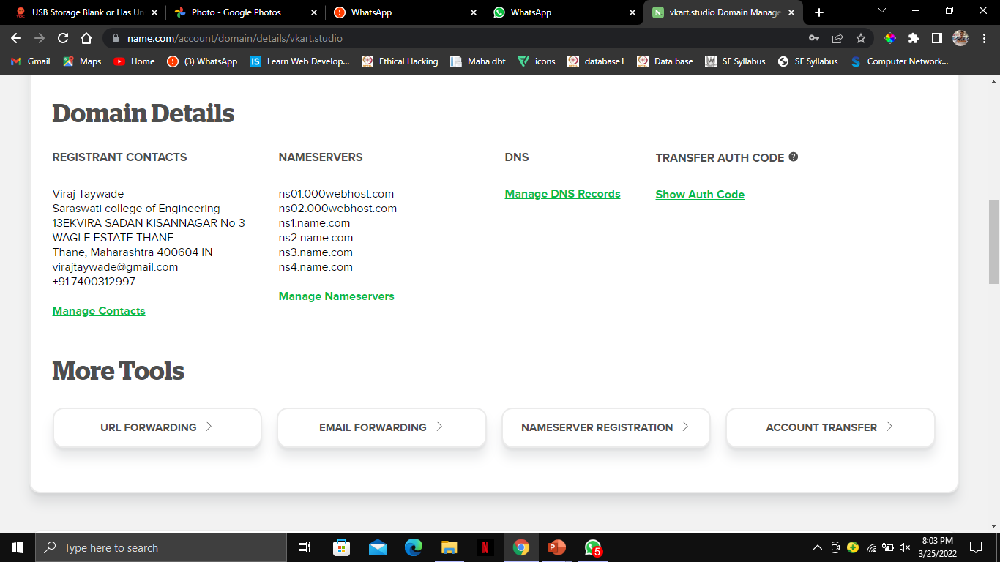 USB Storage Blank or Has Un
Photo - Google Photos
WhatsApp
WhatsApp
vkart.studio Domain Manage
name.com/account/domain/details/vkart.studio
Gmail
Maps
Home
(3) WhatsApp
Learn Web Develop...
Ethical Hacking
Maha dbt
icons
database1
Data base
SE Syllabus
SE Syllabus
Computer Network...
Domain Details
REGISTRANT CONTACTS
Viraj Taywade
Saraswati college of Engineering
13EKVIRA SADAN KISANNAGAR No 3
WAGLE ESTATE THANE
Thane, Maharashtra 400604 IN
virajtaywade@gmail.com
+91.7400312997
Manage Contacts
NAMESERVERS
ns01.000webhost.com
ns02.000webhost.com
ns1.name.com
ns2.name.com
ns3.name.com
ns4.name.com
Manage Nameservers
DNS
Manage DNS Records
TRANSFER AUTH CODE ?
Show Auth Code
More Tools
URL FORWARDING
EMAIL FORWARDING
NAMESERVER REGISTRATION
ACCOUNT TRANSFER
Type here to search
5
8:03 PM
3/25/2022